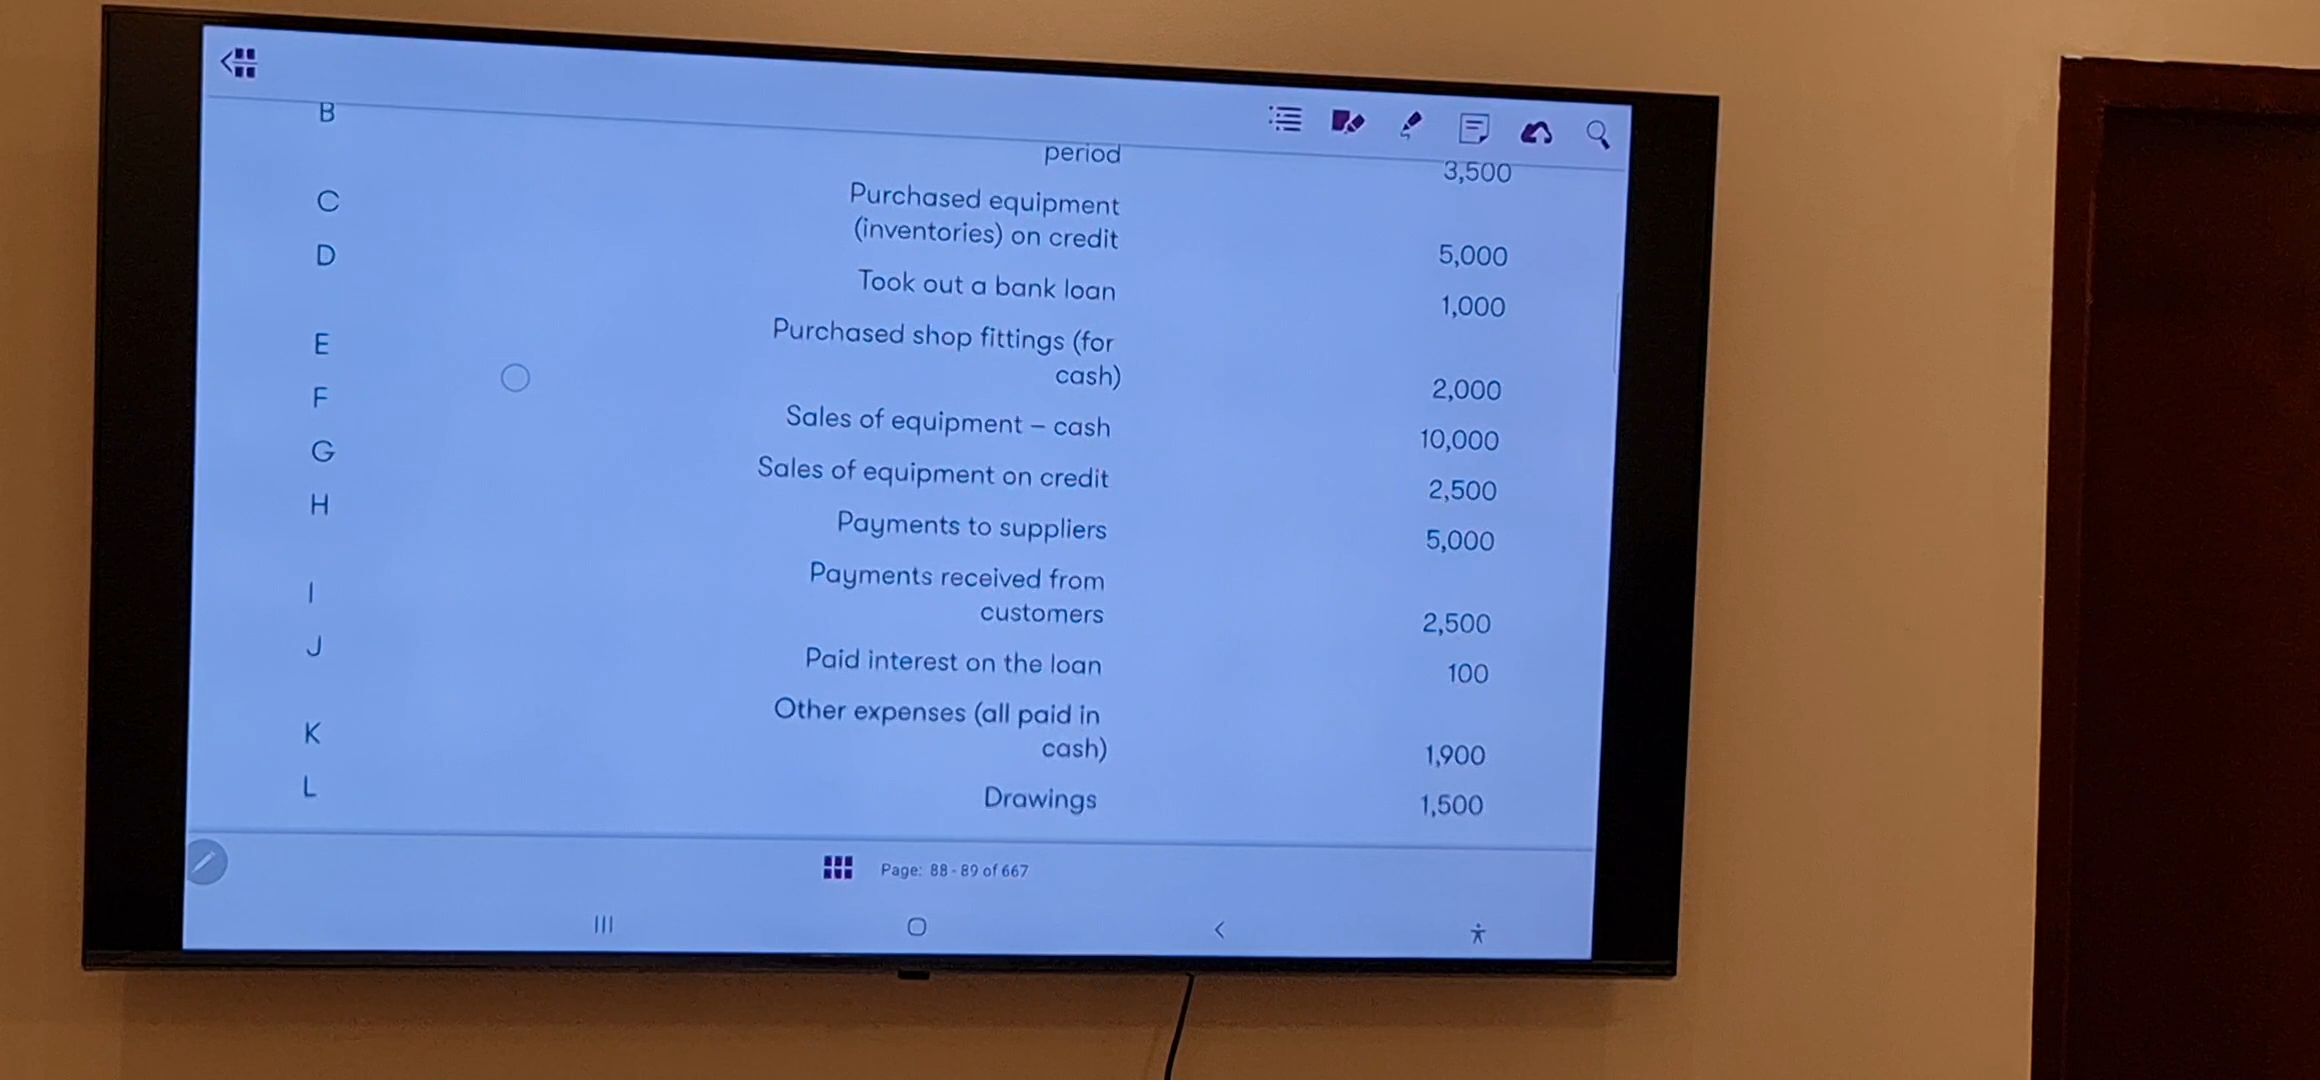 B
period
3,500
C
Purchased equipment
(inventories) on credit
5,000
D
Took out a bank loan
1,000
E
Purchased shop fittings (for
cash)
2,000
F
Sales of equipment – cash
10,000
G
Sales of equipment on credit
2,500
H
Payments to suppliers
5,000
I
Payments received from
customers
2,500
J
Paid interest on the loan
100
K
Other expenses (all paid in
cash)
1,900
L
Drawings
1,500
Page: 88 - 89 of 667